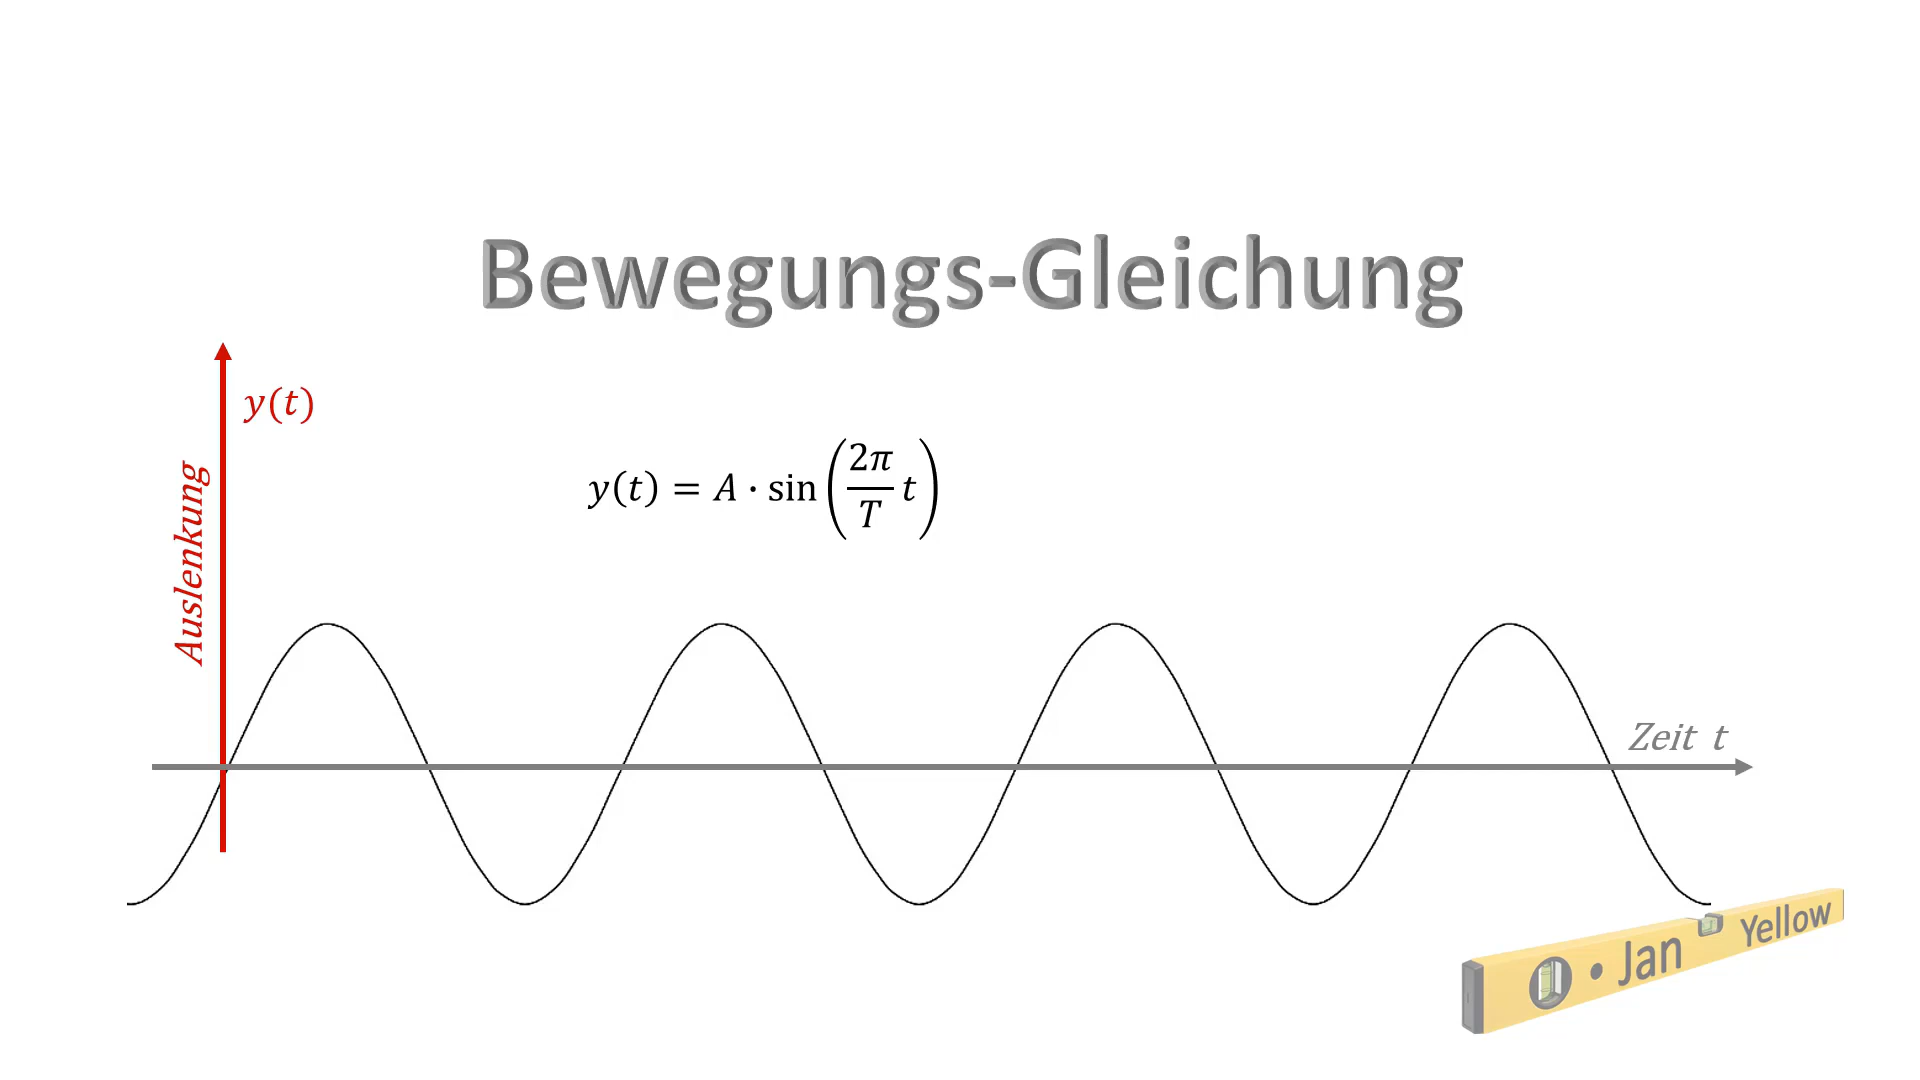 Bewegungs-Gleichung
y(t)
Auslenkung
y(t) = A · sin(2π/T t)
Zeit t
• Jan Yellow